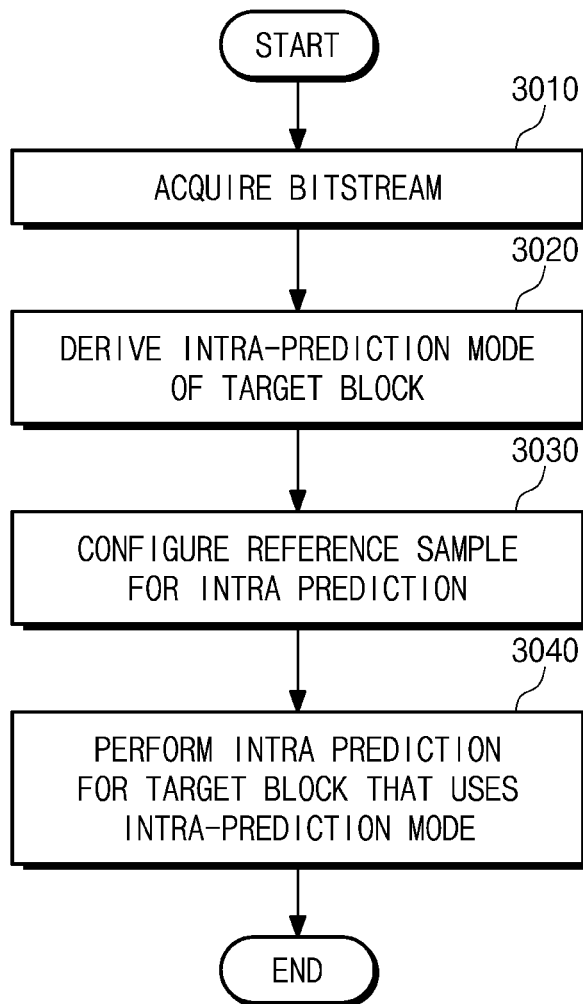 START
3010
ACQUIRE BITSTREAM
3020
DERIVE INTRA-PREDICTION MODE
OF TARGET BLOCK
3030
CONFIGURE REFERENCE SAMPLE
FOR INTRA PREDICTION
3040
PERFORM INTRA PREDICTION
FOR TARGET BLOCK THAT USES
INTRA-PREDICTION MODE
END